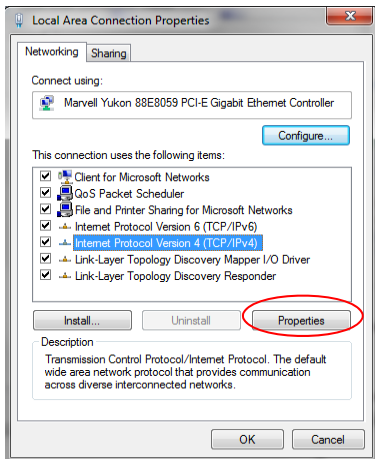 Local Area Connection Properties
Networking
Sharing
Connect using:
Marvell Yukon 88E8059 PCI-E Gigabit Ethernet Controller
Configure...
This connection uses the following items:
Client for Microsoft Networks
QoS Packet Scheduler
File and Printer Sharing for Microsoft Networks
Internet Protocol Version 6 (TCP/IPv6)
Internet Protocol Version 4 (TCP/IPv4)
Link-Layer Topology Discovery Mapper I/O Driver
Link-Layer Topology Discovery Responder
Install...
Uninstall
Properties
Description
Transmission Control Protocol/Internet Protocol. The default
wide area network protocol that provides communication
across diverse interconnected networks.
OK
Cancel